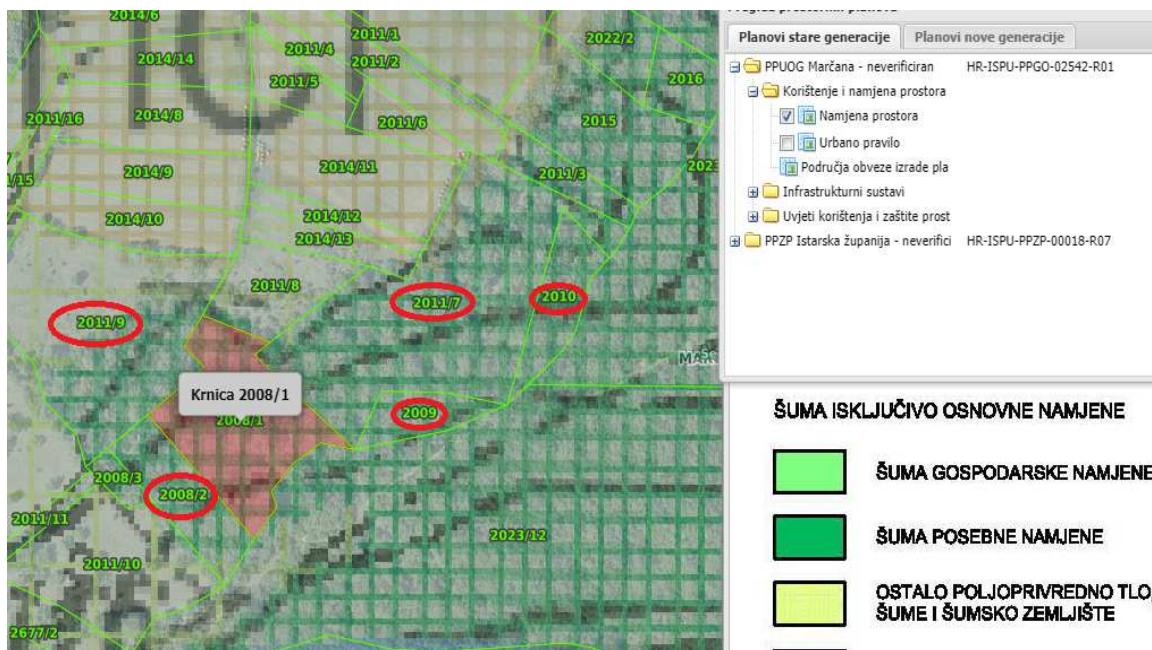 2014/6
2011/1
2022/2
2011/4
2014/14
2011/2
2016
2011/5
2011/16
2014/8
2011/6
2015
2014/9
2014/11
2011/3
2014/10
2014/12
2014/13
2011/8
2011/9
2011/7
2010
Krnica 2008/1
2008/1
2009
2008/3
2008/2
2011/11
2023/12
2011/10
2677/2
Planovi stare generacije
Planovi nove generacije
PPUOG Marčana - neverificiran HR-ISPU-PPGO-02542-R01
Korištenje i namjena prostora
Namjena prostora
Urbano pravilo
Područja obveze izrade pla
Infrastrukturni sustavi
Uvjeti korištenja i zaštite prost
PPZP Istarska županija - neverifici HR-ISPU-PPZP-00018-R07
ŠUMA ISKLJUČIVO OSNOVNE NAMJENE
ŠUMA GOSPODARSKE NAMJENE
ŠUMA POSEBNE NAMJENE
OSTALO POLJOPRIVREDNO TLO,
ŠUME I ŠUMSKO ZEMLJIŠTE